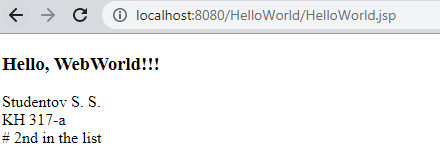 localhost:8080/HelloWorld/HelloWorld.jsp
Hello, WebWorld!!!
Studentov S. S.
KH 317-a
# 2nd in the list